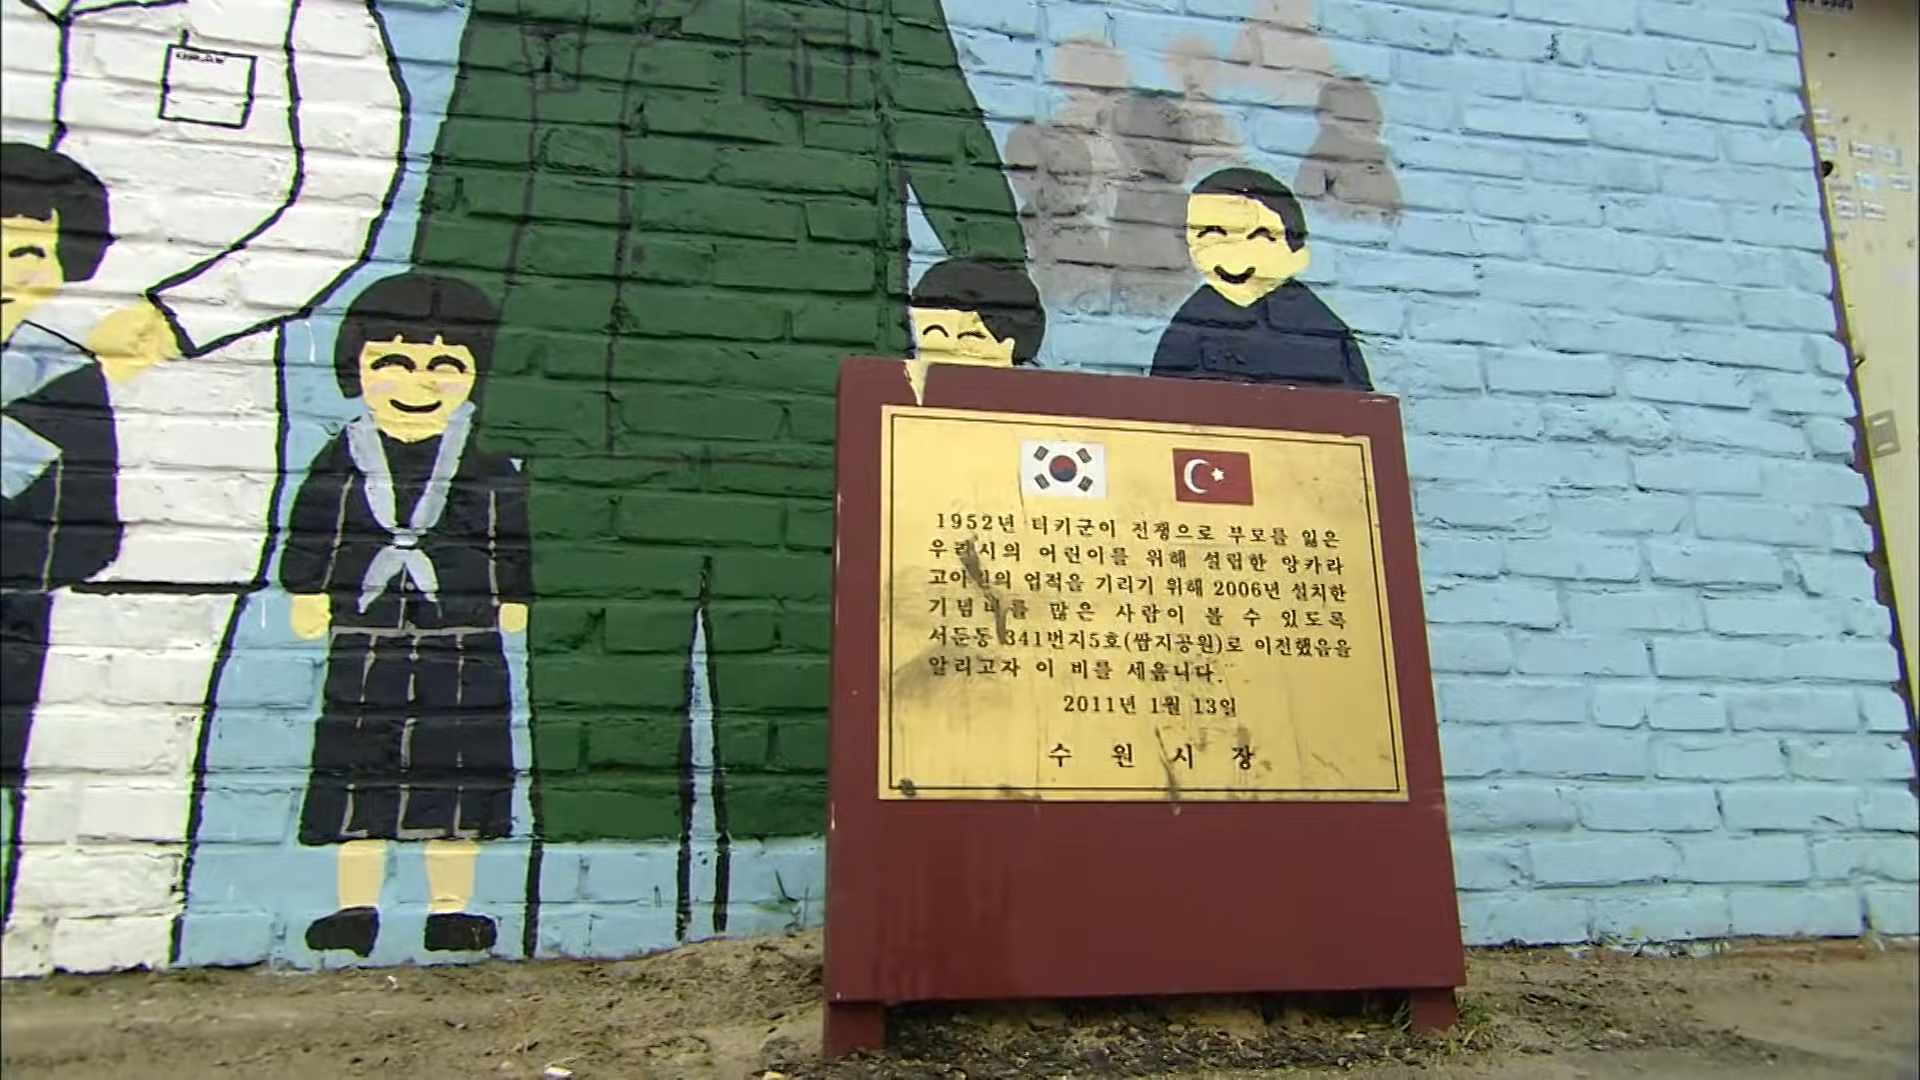 1952년 터키군이 전쟁으로 부모를 잃은
우리시의 어린이를 위해 설립한 앙카라
고아원의 업적을 기리기 위해 2006년 설치한
기념비를 많은 사람이 볼 수 있도록
서둔동 341번지5호(쌈지공원)로 이전했음을
알리고자 이 비를 세웁니다.
2011년 1월 13일
수 원 시 장